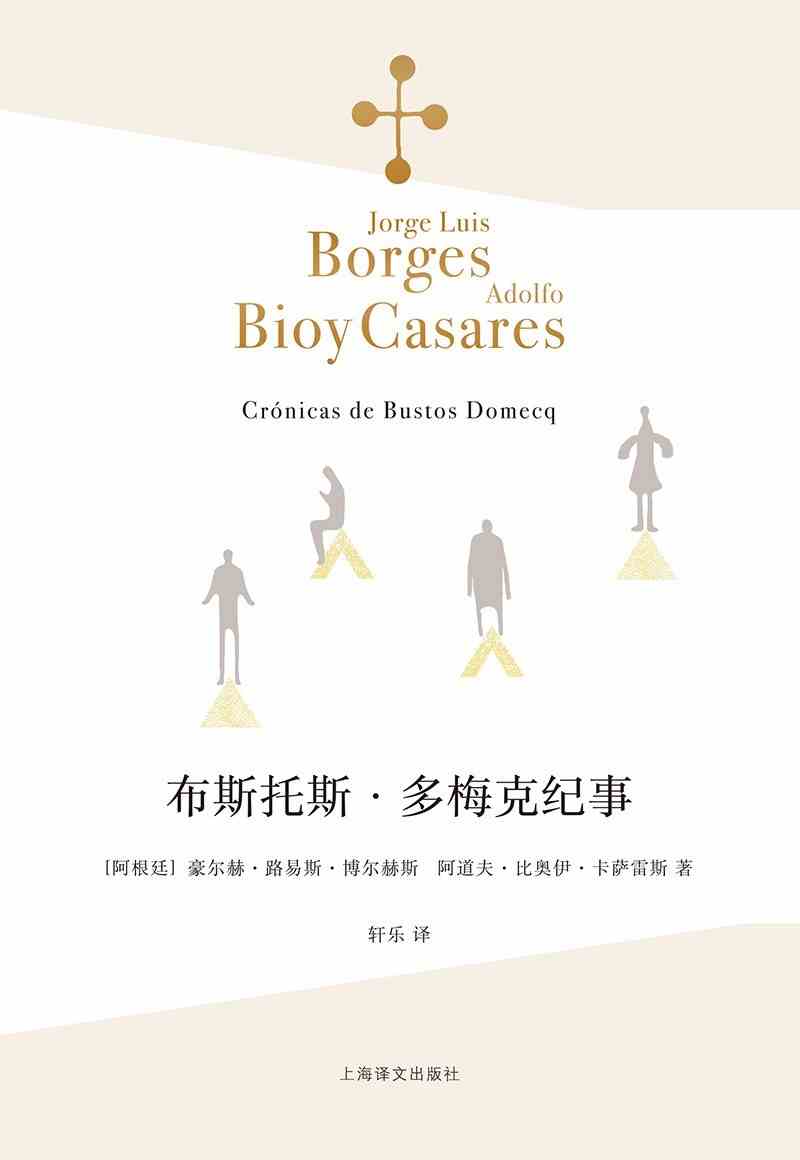 Jorge Luis
Borges
Adolfo
Bioy Casares
Crónicas de Bustos Domecq
布斯托斯·多梅克纪事
[阿根廷] 豪尔赫·路易斯·博尔赫斯 阿道夫·比奥伊·卡萨雷斯 著
轩乐 译
上海译文出版社